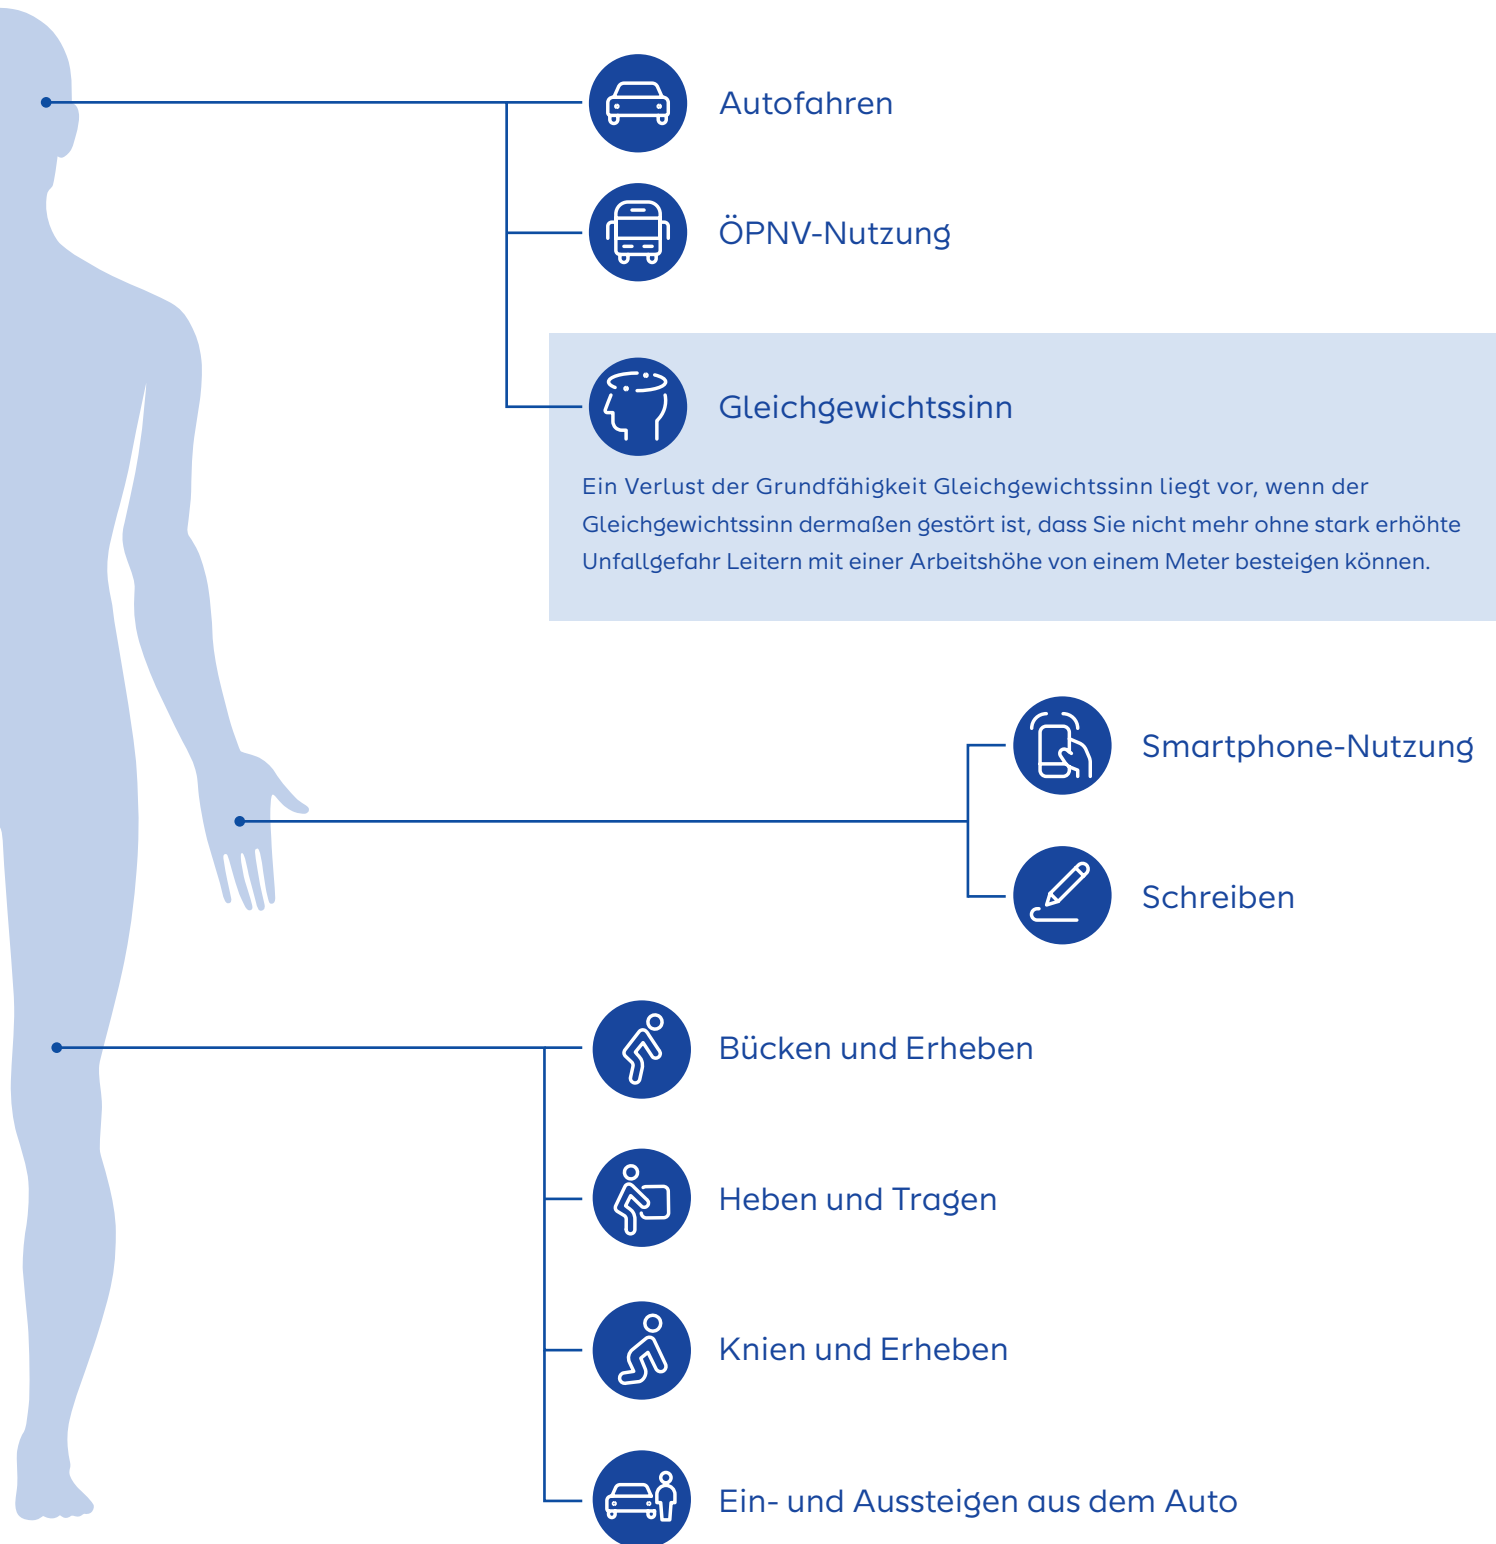 Autofahren
ÖPNV-Nutzung
Gleichgewichtssinn
Ein Verlust der Grundfähigkeit Gleichgewichtssinn liegt vor, wenn der
Gleichgewichtssinn dermaßen gestört ist, dass Sie nicht mehr ohne stark erhöhte
Unfallgefahr Leitern mit einer Arbeitshöhe von einem Meter besteigen können.
Smartphone-Nutzung
Schreiben
Bücken und Erheben
Heben und Tragen
Knien und Erheben
Ein- und Aussteigen aus dem Auto